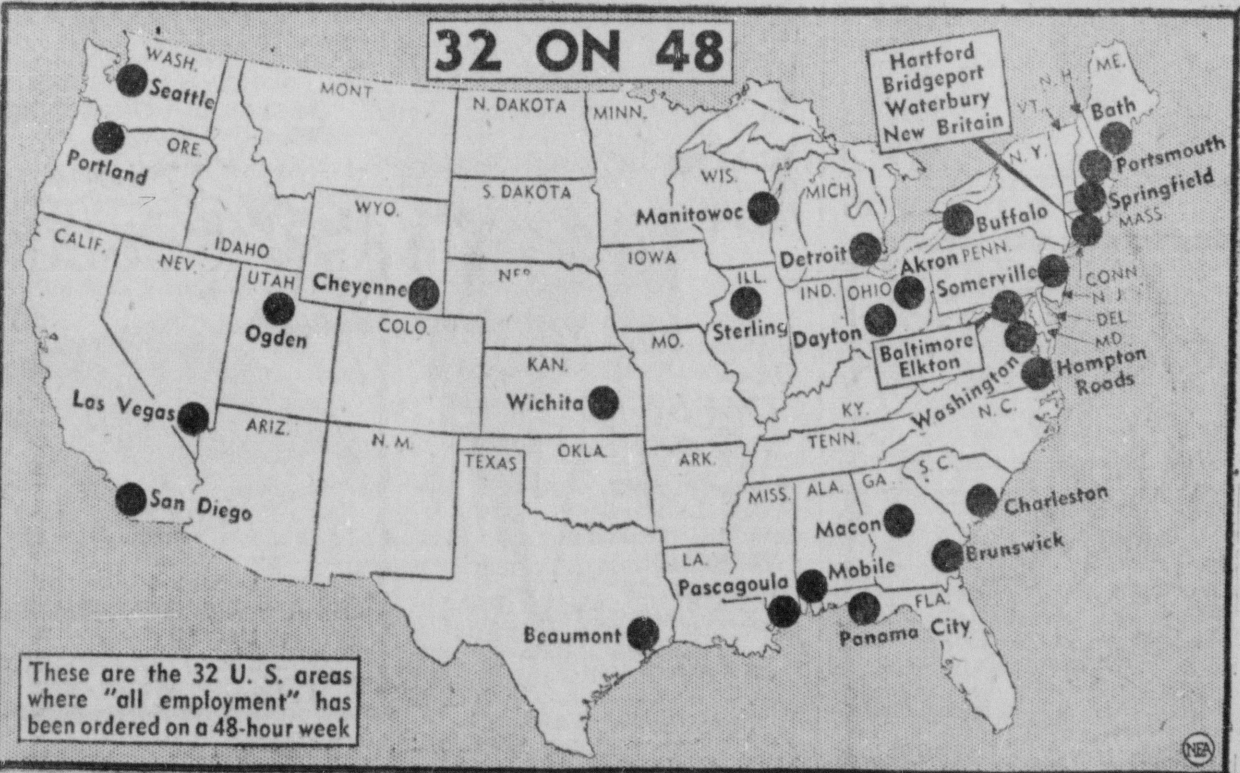 32 ON 48
Hartford
Bridgeport
Waterbury
New Britain
WASH.
Seattle
MONT
N. DAKOTA
MINN.
N.H.
VT.
ME.
Bath
Portland
ORE.
WIS.
MICH
N.Y.
Portsmouth
Springfield
MASS
S. DAKOTA
WYO.
Manitowoc
Buffalo
CALIF.
NEV.
IDAHO
UTAH
Cheyenne
IOWA
Detroit
Akron
PENN.
Somerville
CONN
N J
DEL
MD
Ogden
COLO.
ILL.
Sterling
IND.
OHIO
Dayton
Baltimore
Elkton
Washington
Hampton
Roads
MO.
KAN.
Wichita
Las Vegas
ARIZ.
N. M.
TEXAS
OKLA.
KY.
N.C.
TENN.
ARK.
San Diego
MISS.
ALA.
GA
S.C.
Charleston
Macon
Brunswick
LA.
Pascagoula
Mobile
FLA.
Panama City
Beaumont
These are the 32 U. S. areas
where "all employment" has
been ordered on a 48-hour week
NEA